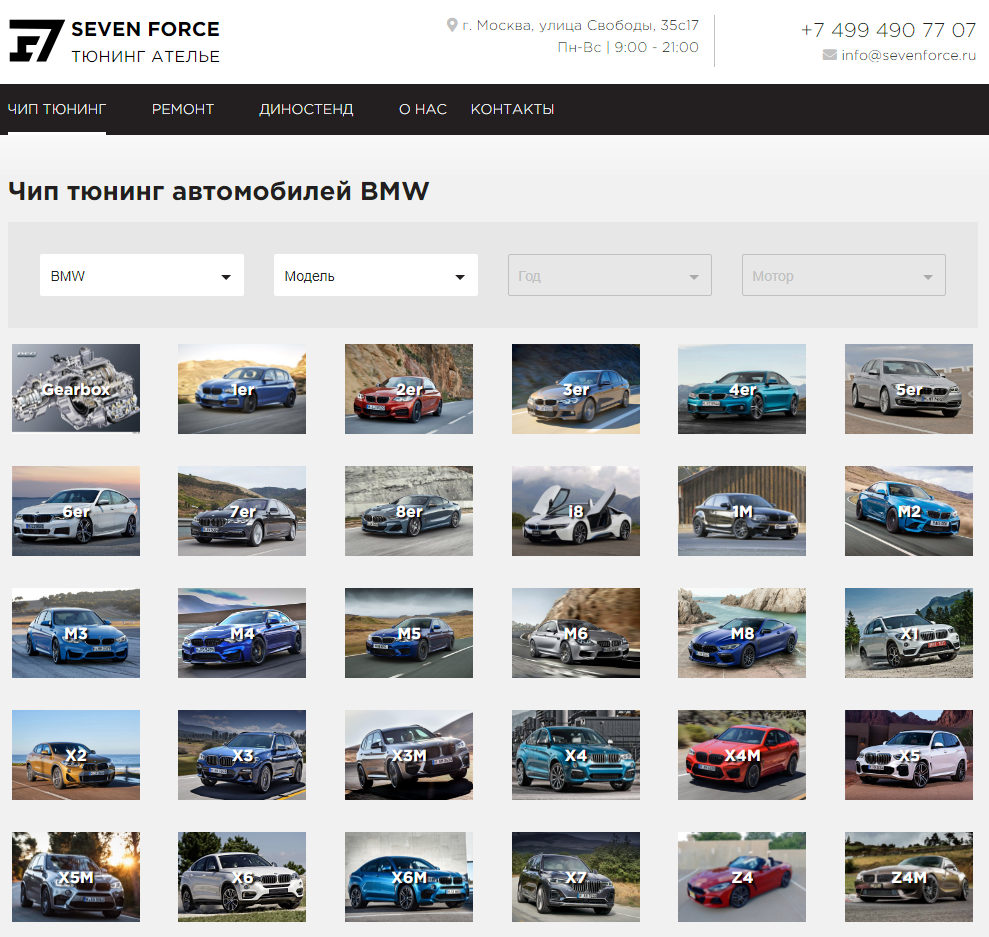 SEVEN FORCE
ТЮНИНГ АТЕЛЬЕ
г. Москва, улица Свободы, 35с17
Пн-Вс | 9:00 - 21:00
+7 499 490 77 07
info@sevenforce.ru
ЧИП ТЮНИНГ РЕМОНТ ДИНОСТЕНД О НАС КОНТАКТЫ
Чип тюнинг автомобилей BMW
BMW Модель Год Мотор
Gearbox 1er 2er 3er 4er 5er
6er 7er 8er i8 1M M2
M3 M4 M5 M6 M8 X1
X2 X3 X3M X4 X4M X5
X5M X6 X6M X7 Z4 Z4M